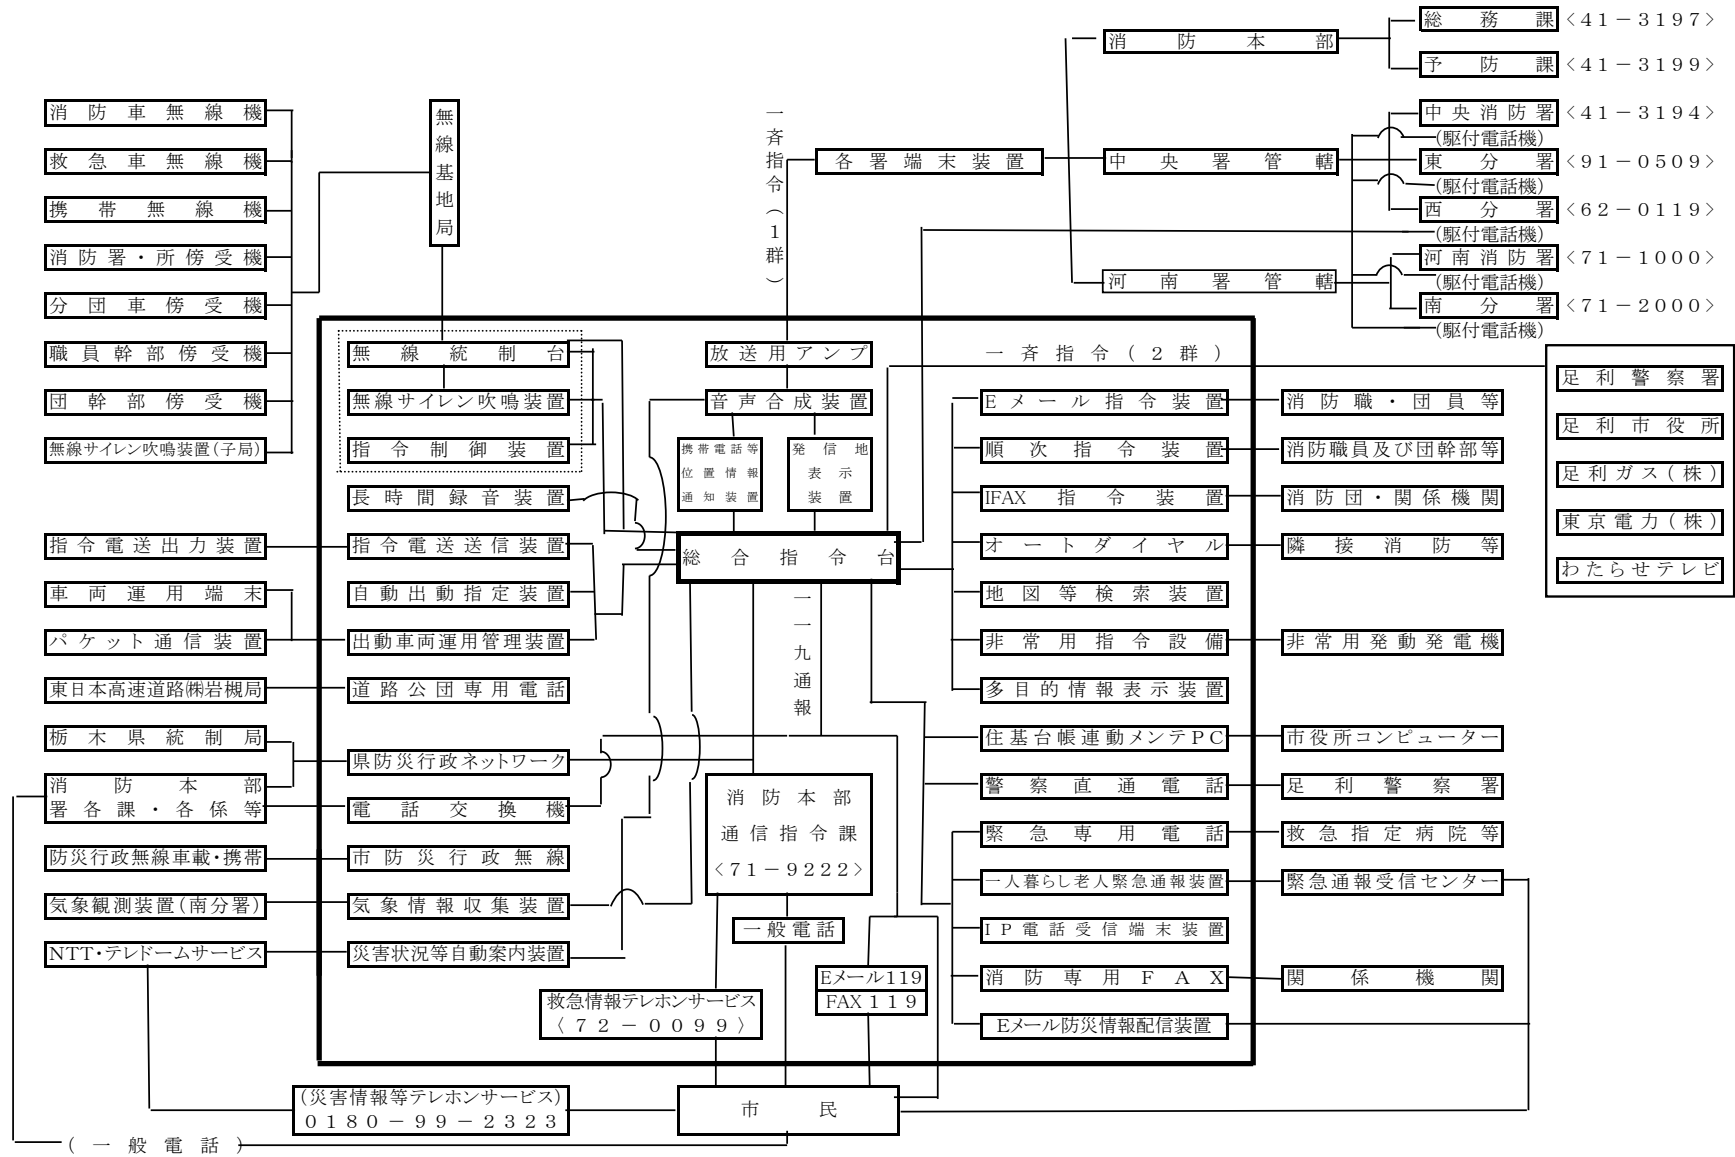 総務課
〈41－3197〉
消防本部
予防課
〈41－3199〉
中央消防署
〈41－3194〉
(駆付電話機)
各署端末装置
中央署管轄
東分署
〈91－0509〉
(駆付電話機)
西分署
〈62－0119〉
(駆付電話機)
河南消防署
〈71－1000〉
(駆付電話機)
河南署管轄
南分署
〈71－2000〉
(駆付電話機)
消防車無線機
救急車無線機
携帯無線機
消防署・所傍受機
分団車傍受機
職員幹部傍受機
団幹部傍受機
無線サイレン吹鳴装置(子局)
無線基地局
一斉指令(1群)
無線統制台
無線サイレン吹鳴装置
指令制御装置
長時間録音装置
放送用アンプ
音声合成装置
携帯電話等
位置情報
通知装置
発信地
表示
装置
総合指令台
一斉指令(2群)
足利警察署
足利市役所
足利ガス(株)
東京電力(株)
わたらせテレビ
Eメール指令装置
消防職・団員等
順次指令装置
消防職員及び団幹部等
IFAX指令装置
消防団・関係機関
オートダイヤル
隣接消防等
地図等検索装置
非常用指令設備
非常用発動発電機
多目的情報表示装置
住基台帳連動メンテPC
市役所コンピューター
警察直通電話
足利警察署
緊急専用電話
救急指定病院等
一人暮らし老人緊急通報装置
緊急通報受信センター
IP電話受信端末装置
消防専用FAX
関係機関
Eメール防災情報配信装置
指令電送出力装置
指令電送送信装置
車両運用端末
自動出動指定装置
パケット通信装置
出動車両運用管理装置
東日本高速道路㈱岩槻局
道路公団専用電話
栃木県統制局
県防災行政ネットワーク
消防本部
署各課・各係等
電話交換機
防災行政無線車載・携帯
市防災行政無線
気象観測装置(南分署)
気象情報収集装置
NTT・テレドームサービス
災害状況等自動案内装置
一一九通報
消防本部
通信指令課
〈71－9222〉
一般電話
Eメール119
FAX119
救急情報テレホンサービス
〈72－0099〉
(災害情報等テレホンサービス)
0180－99－2323
市民
(一般電話)